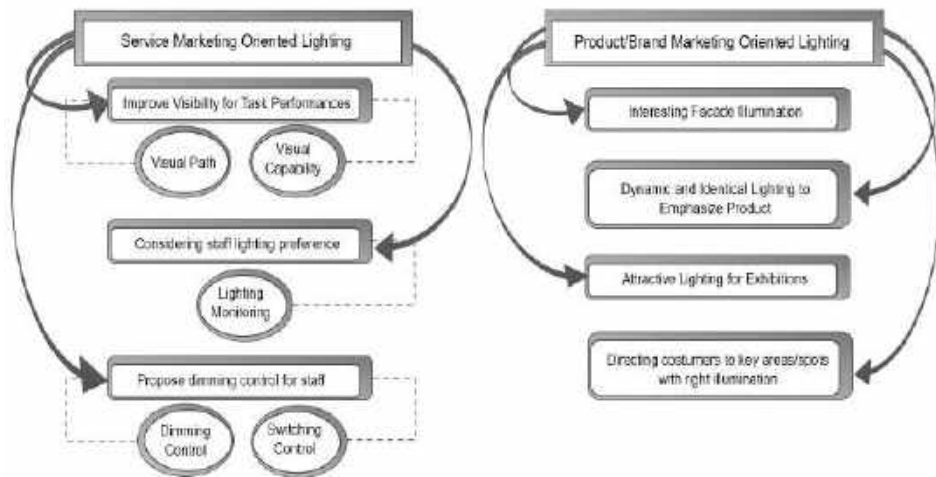 Service Marketing Oriented Lighting
Improve Visibility for Task Performances
Visual Path
Visual
Capability
Considering staff lighting preference
Lighting
Monitoring
Propose dimming control for staff
Dimming
Control
Switching
Control
Product/Brand Marketing Oriented Lighting
Interesting Facade Illumination
Dynamic and Identical Lighting to
Emphasize Product
Attractive Lighting for Exhibitions
Directing costumers to key areas/spots
with right illumination